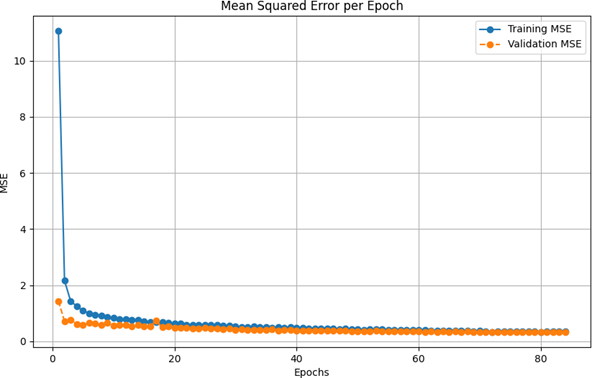 Mean Squared Error per Epoch
Training MSE
Validation MSE
MSE
10
8
6
4
2
0
0 20 40 60 80
Epochs